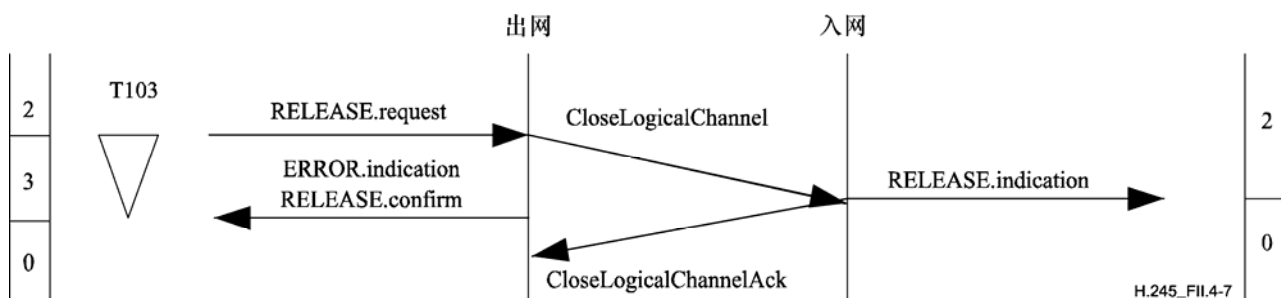 出网
入网
T103
2
RELEASE.request
CloseLogicalChannel
2
3
ERROR.indication
RELEASE.confirm
RELEASE.indication
0
CloseLogicalChannelAck
0
H.245_FII.4-7